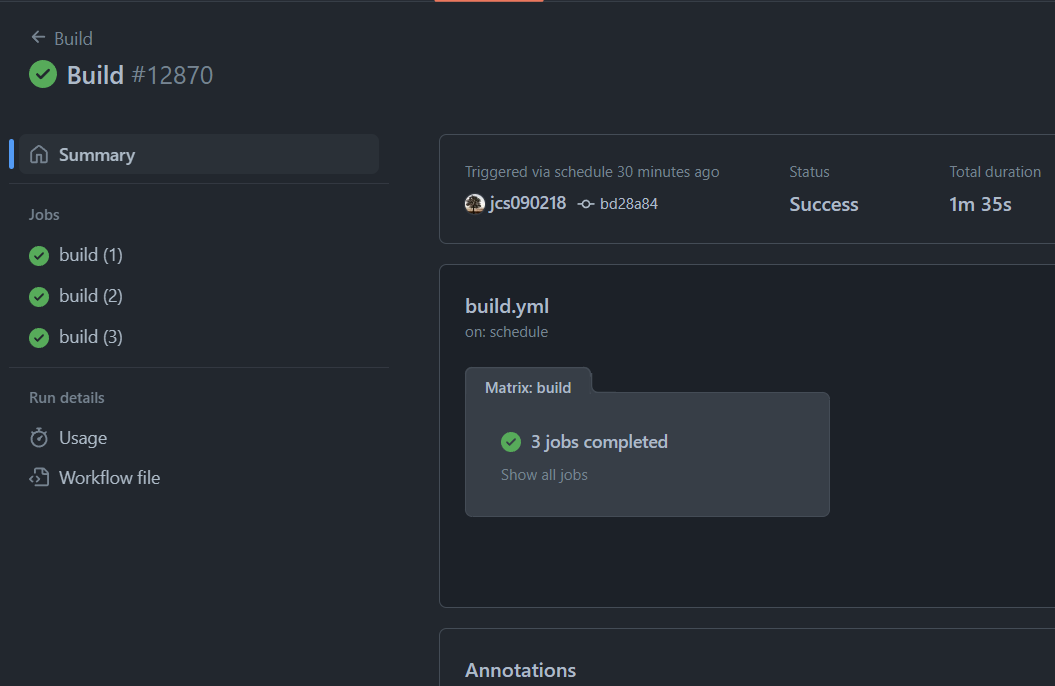 Build
Build #12870
Summary
Jobs
build (1)
build (2)
build (3)
Run details
Usage
Workflow file
Triggered via schedule 30 minutes ago
jcs090218 bd28a84
Status
Success
Total duration
1m 35s
build.yml
on: schedule
Matrix: build
3 jobs completed
Show all jobs
Annotations